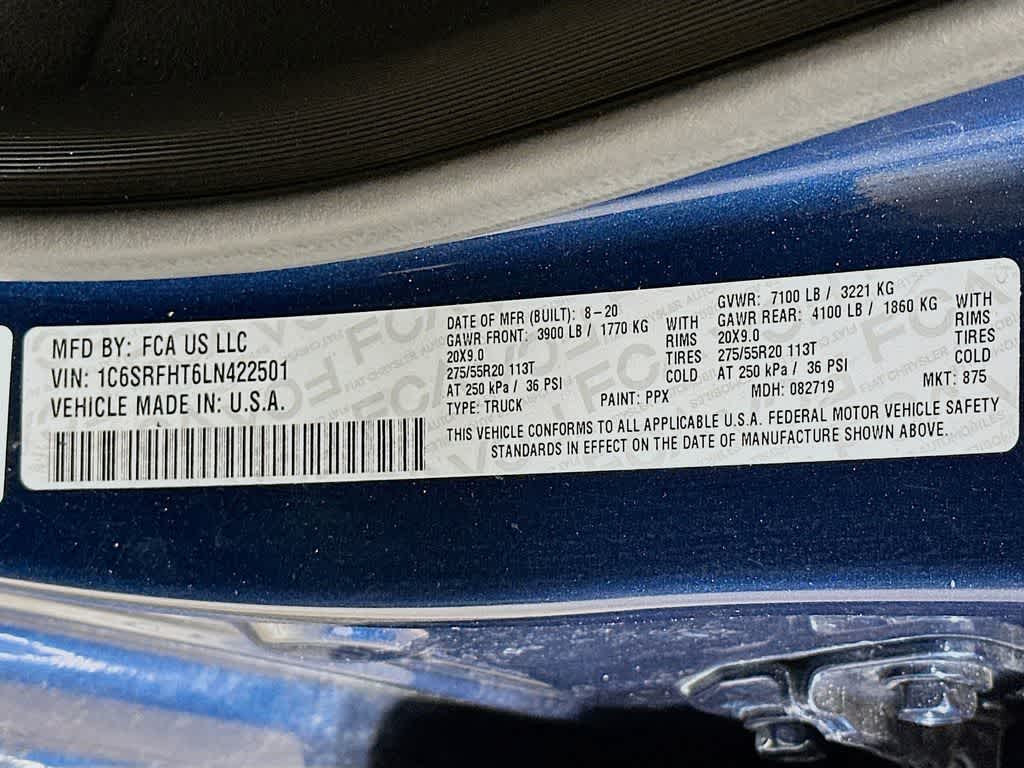 MFD BY: FCA US LLC
VIN: 1C6SRFHT6LN422501
VEHICLE MADE IN: U.S.A.
DATE OF MFR (BUILT): 8-20
GAWR FRONT: 3900 LB / 1770 KG
20X9.0
275/55R20 113T
AT 250 kPa / 36 PSI
WITH
RIMS
TIRES
COLD
GVWR: 7100 LB / 3221 KG
GAWR REAR: 4100 LB / 1860 KG
20X9.0
275/55R20 113T
AT 250 kPa / 36 PSI
WITH
RIMS
TIRES
COLD
TYPE: TRUCK PAINT: PPX MDH: 082719 MKT: 875
THIS VEHICLE CONFORMS TO ALL APPLICABLE U.S.A. FEDERAL MOTOR VEHICLE SAFETY
STANDARDS IN EFFECT ON THE DATE OF MANUFACTURE SHOWN ABOVE.